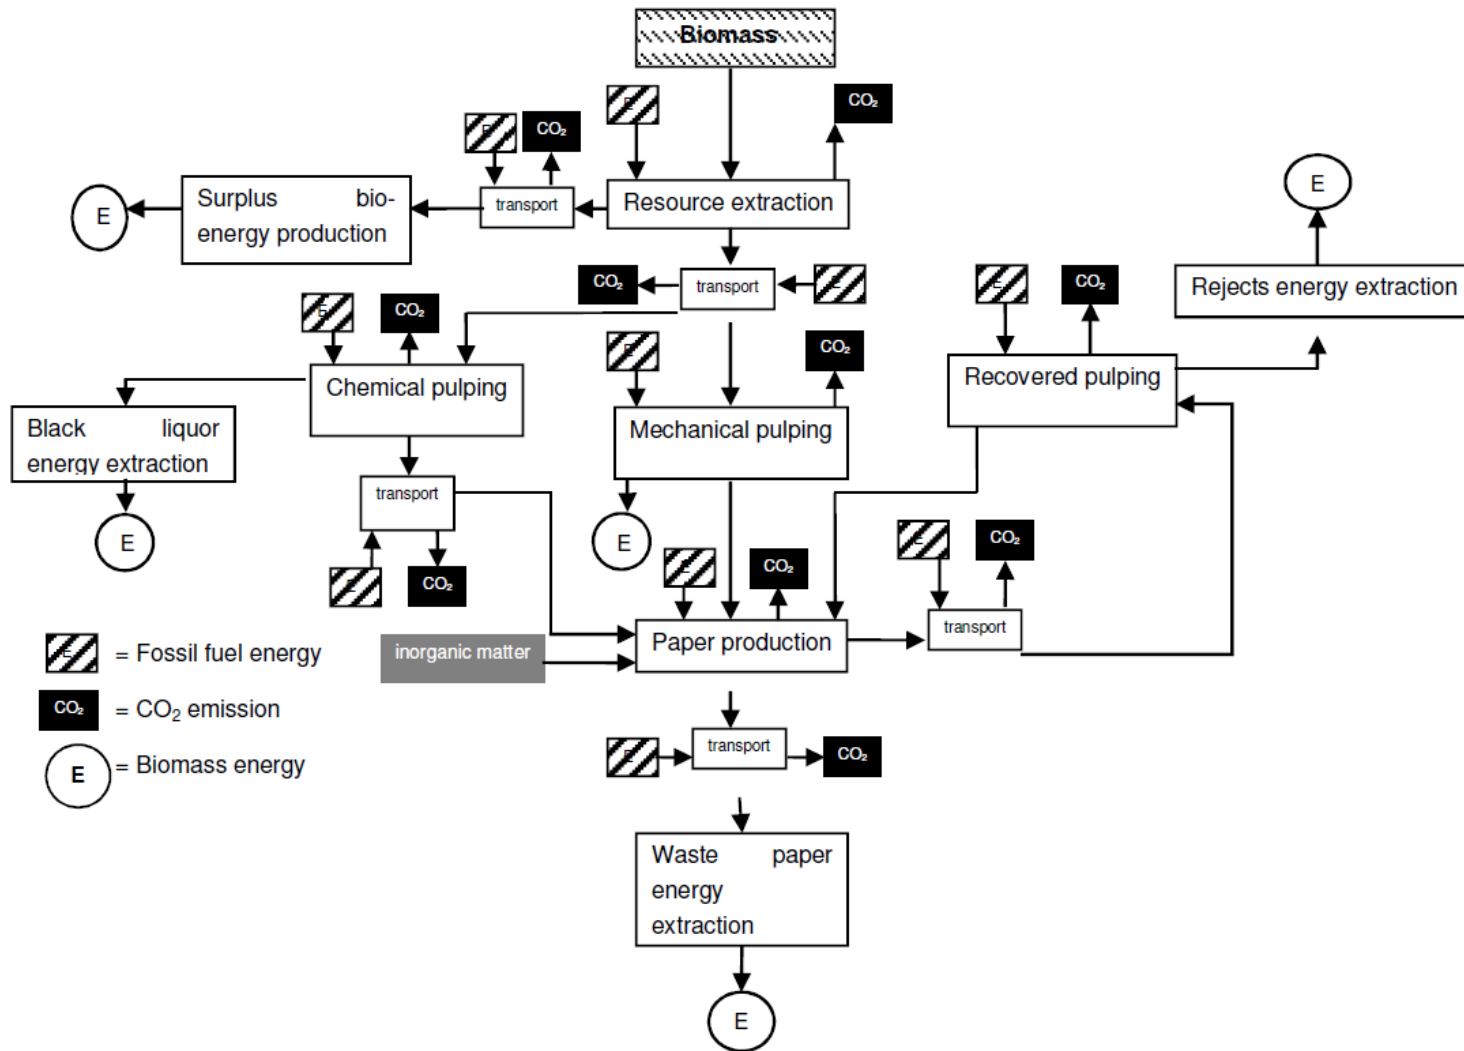 Biomass
E
CO₂
E
CO₂
Surplus bio-
energy production
E
transport
Resource extraction
E
CO₂
transport
E
E
CO₂
Rejects energy extraction
E
CO₂
E
CO₂
Chemical pulping
Recovered pulping
Black liquor
energy extraction
Mechanical pulping
transport
E
E
E
CO₂
E
CO₂
E
CO₂
E
CO₂
transport
Paper production
inorganic matter
E = Fossil fuel energy
CO₂ = CO₂ emission
E = Biomass energy
E
transport
CO₂
Waste paper
energy
extraction
E